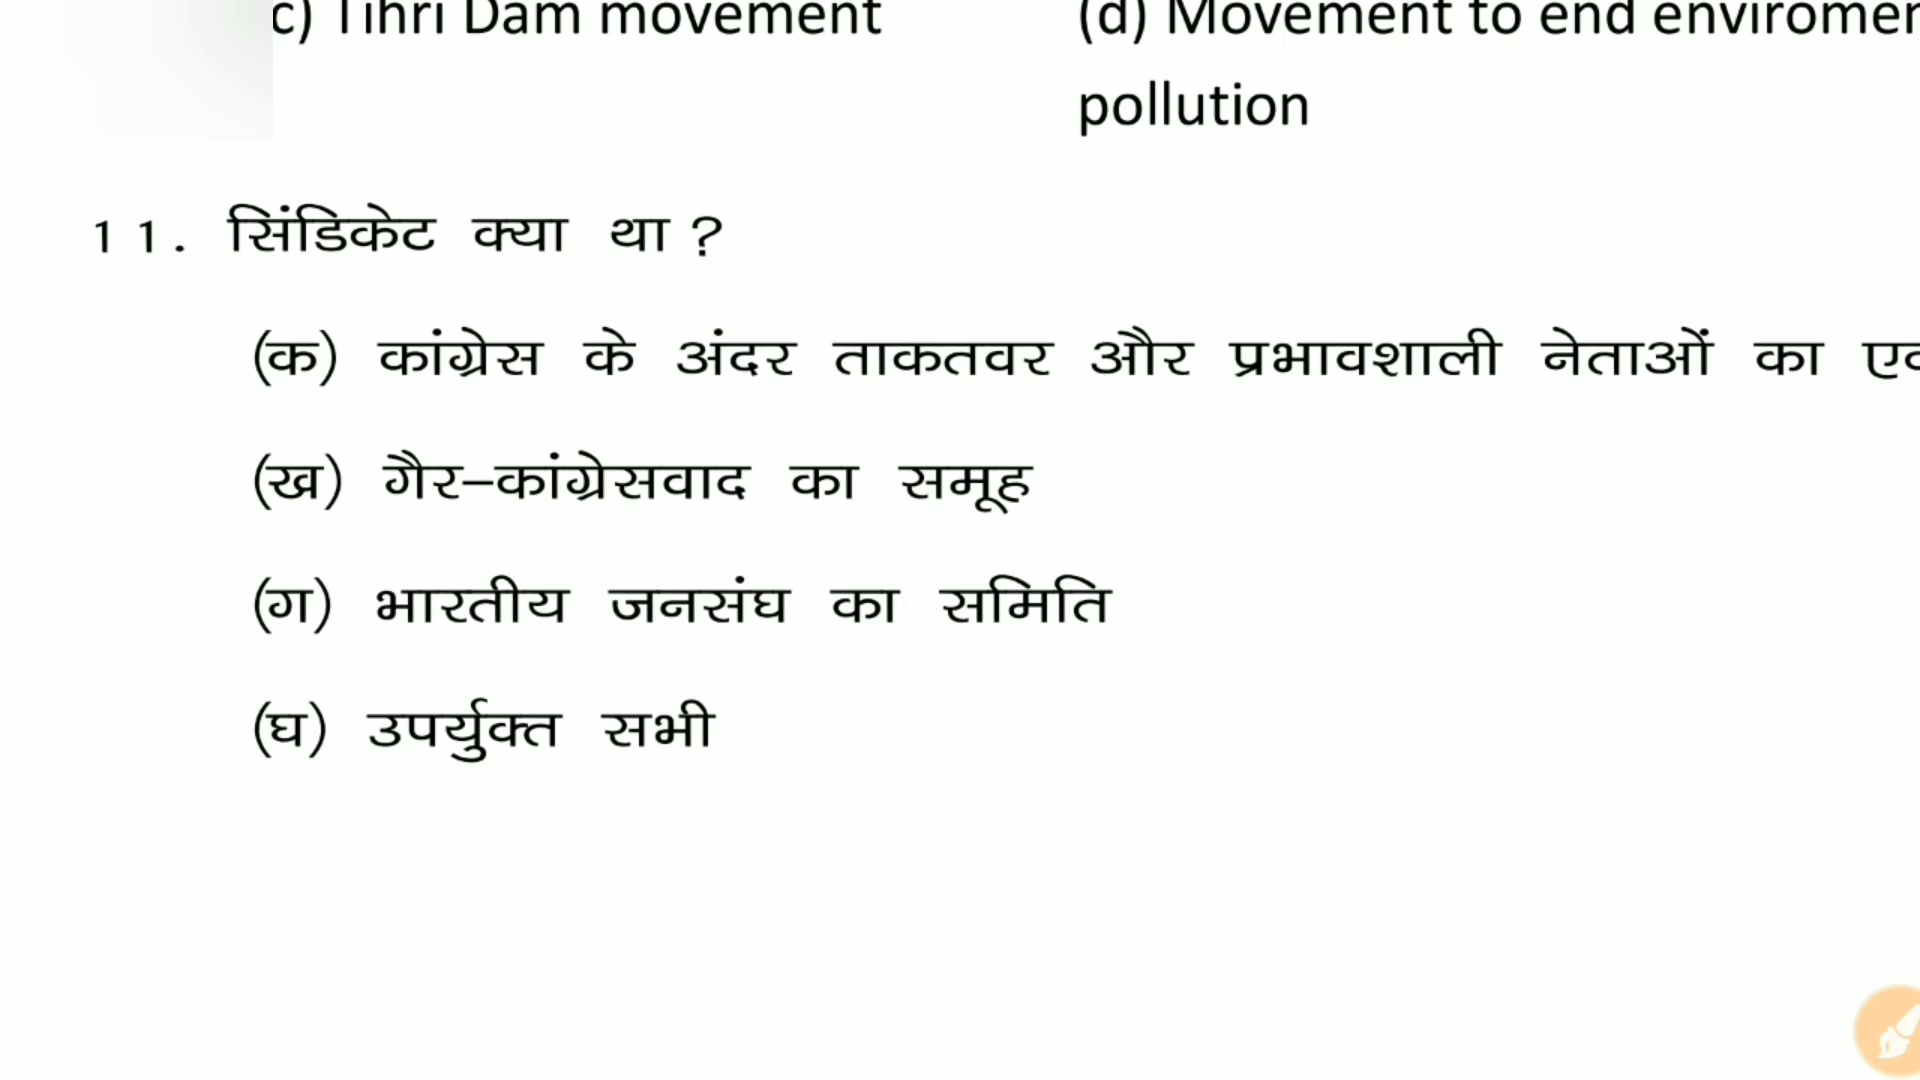 c) Tihri Dam movement (d) Movement to end
pollution
11. सिंडिकेट क्या था?
(क) कांग्रेस के अंदर ताकतवर और प्रभावशाली नेताओं का
(ख) गैर–कांग्रेसवाद का समूह
(ग) भारतीय जनसंघ का समिति
(घ) उपर्युक्त सभी